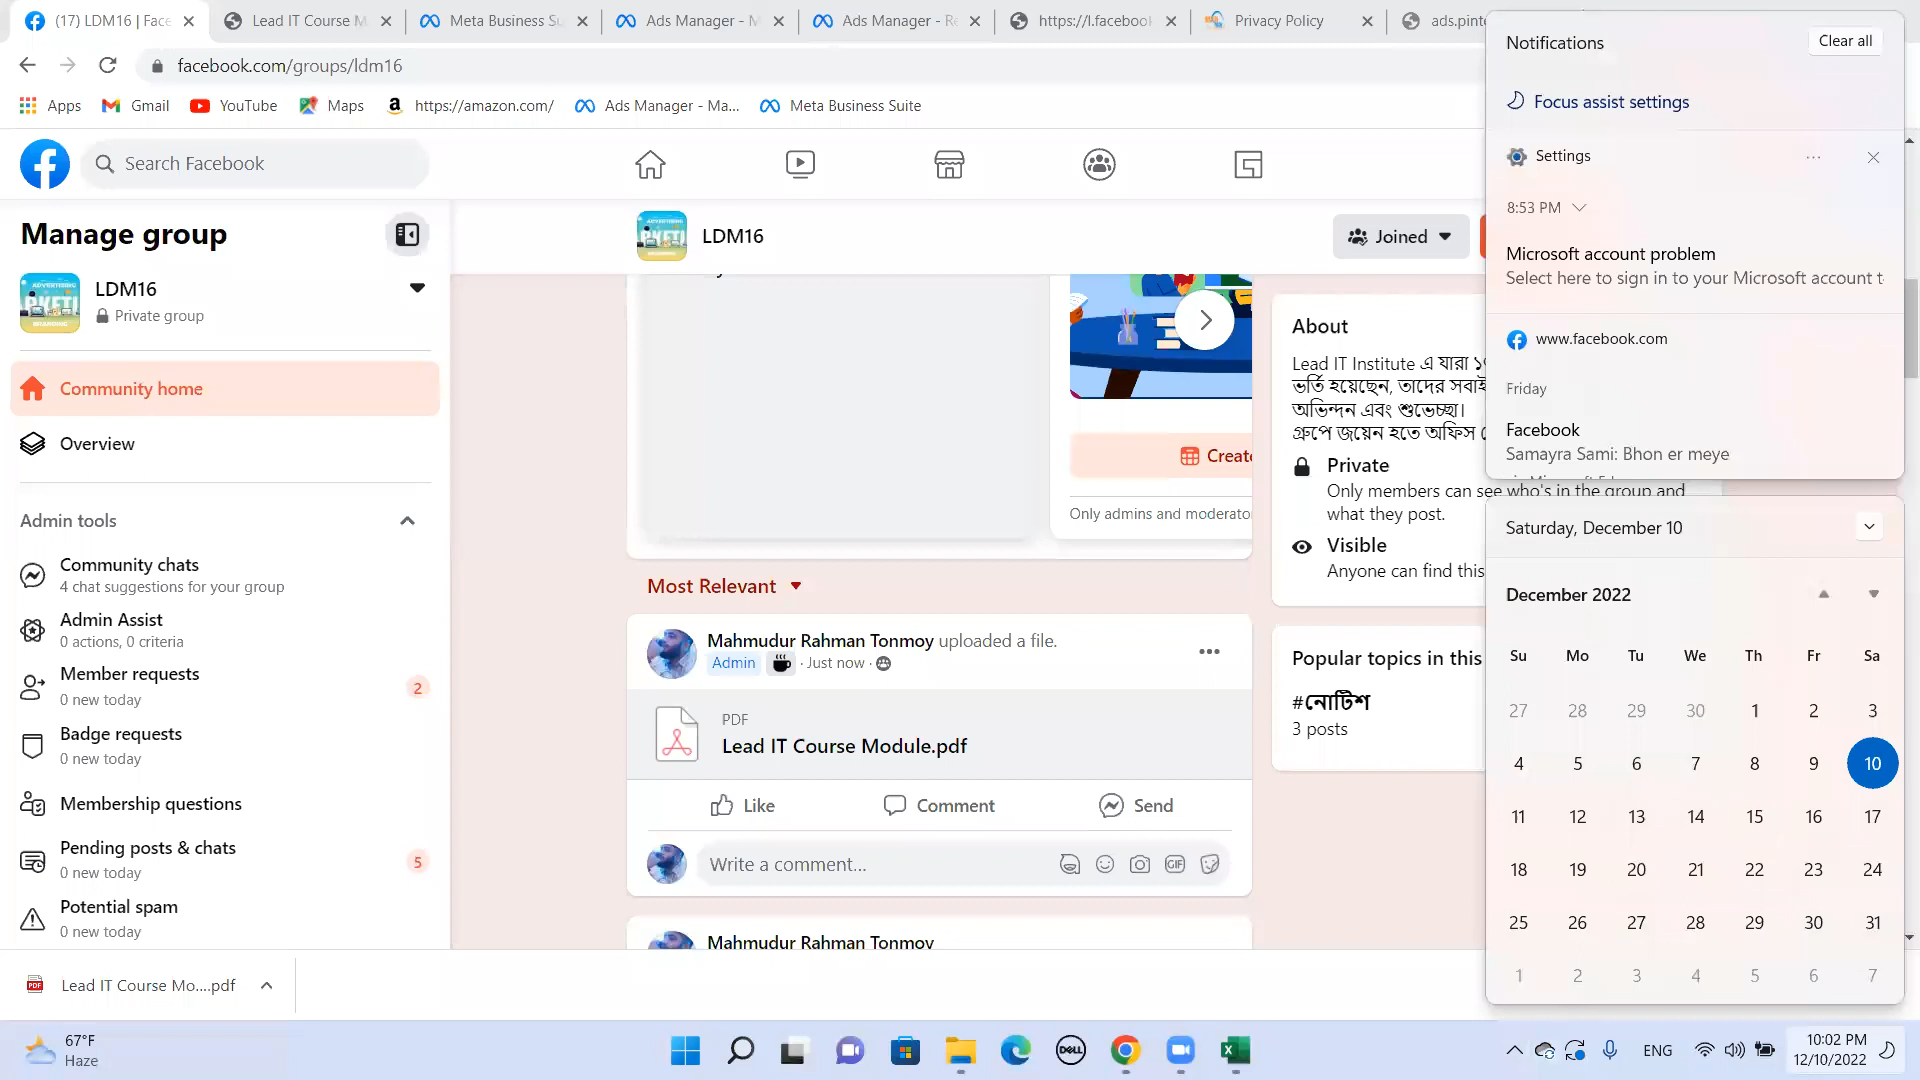 (17) LDM16 | Face
Lead IT Course M
Meta Business Su
Ads Manager - M
Ads Manager - Re
https://l.facebook
Privacy Policy
ads.pinte
facebook.com/groups/ldm16
Apps
Gmail
YouTube
Maps
https://amazon.com/
Ads Manager - Ma...
Meta Business Suite
Search Facebook
Manage group
LDM16
Private group
Community home
Overview
Admin tools
Community chats
4 chat suggestions for your group
Admin Assist
0 actions, 0 criteria
Member requests
0 new today
2
Badge requests
0 new today
Membership questions
Pending posts & chats
0 new today
5
Potential spam
0 new today
LDM16
Joined
Create
Only admins and moderato
Most Relevant
Mahmudur Rahman Tonmoy uploaded a file.
Admin · Just now ·
PDF
Lead IT Course Module.pdf
Like
Comment
Send
Write a comment...
GIF
Mahmudur Rahman Tonmoy
About
Lead IT Institute এ যারা ১
ভর্তি হয়েছেন, তাদের সবাই
অভিন্দন এবং শুভেচ্ছা।
গ্রুপে জয়েন হতে অফিস
Private
Only members can see who's in the group and
what they post.
Visible
Anyone can find this
Popular topics in this
#নোটিশ
3 posts
Notifications
Clear all
Focus assist settings
Settings
8:53 PM
Microsoft account problem
Select here to sign in to your Microsoft account t
www.facebook.com
Friday
Facebook
Samayra Sami: Bhon er meye
Saturday, December 10
December 2022
Su Mo Tu We Th Fr Sa
27 28 29 30 1 2 3
4 5 6 7 8 9 10
11 12 13 14 15 16 17
18 19 20 21 22 23 24
25 26 27 28 29 30 31
1 2 3 4 5 6 7
Lead IT Course Mo....pdf
67°F
Haze
DELL
ENG
10:02 PM
12/10/2022